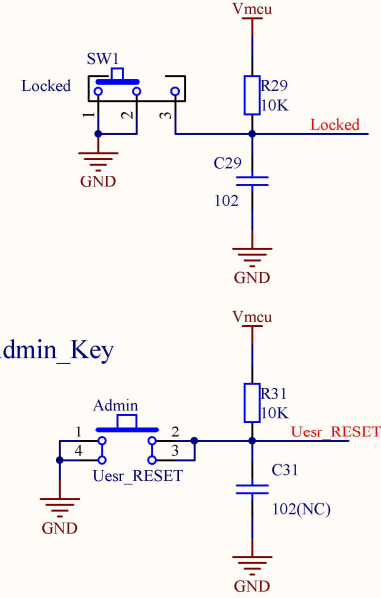 Vmcu
SW1
Locked
R29
10K
1
2
3
Locked
C29
GND
102
GND
Vmcu
dmin_Key
R31
10K
Admin
1
2
Uesr_RESET
4
3
Uesr_RESET
C31
102(NC)
GND
GND